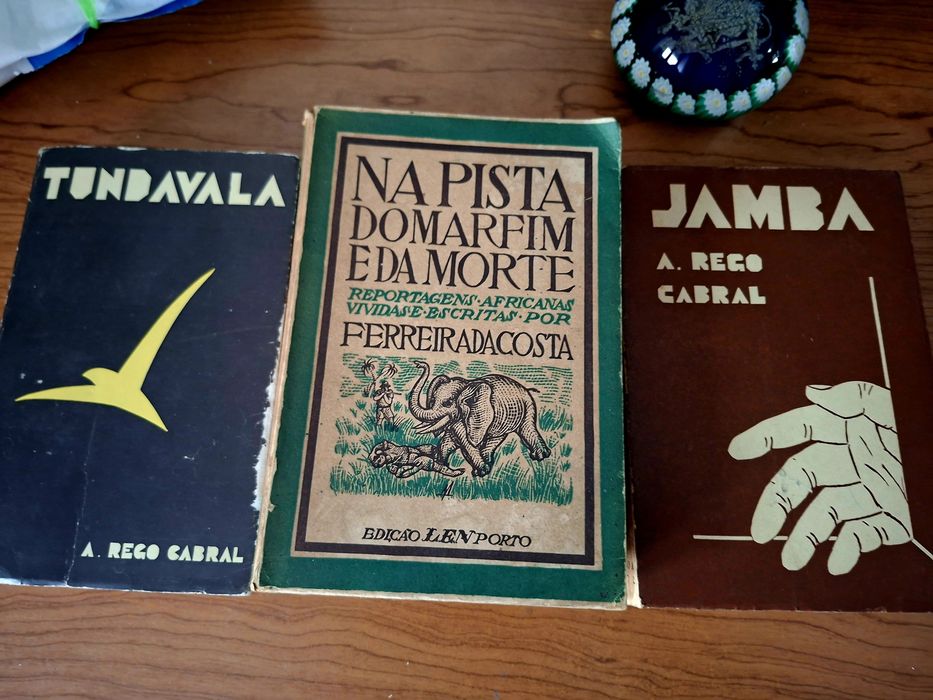 TUNDAVALA
A. REGO CABRAL
NA PISTA
DO MARFIM
E DA MORTE
REPORTAGENS · AFRICANAS
VIVIDAS E · ESCRITAS · POR
FERREIRA DA COSTA
EDIÇÃO LEN PORTO
JAMBA
A. REGO
CABRAL